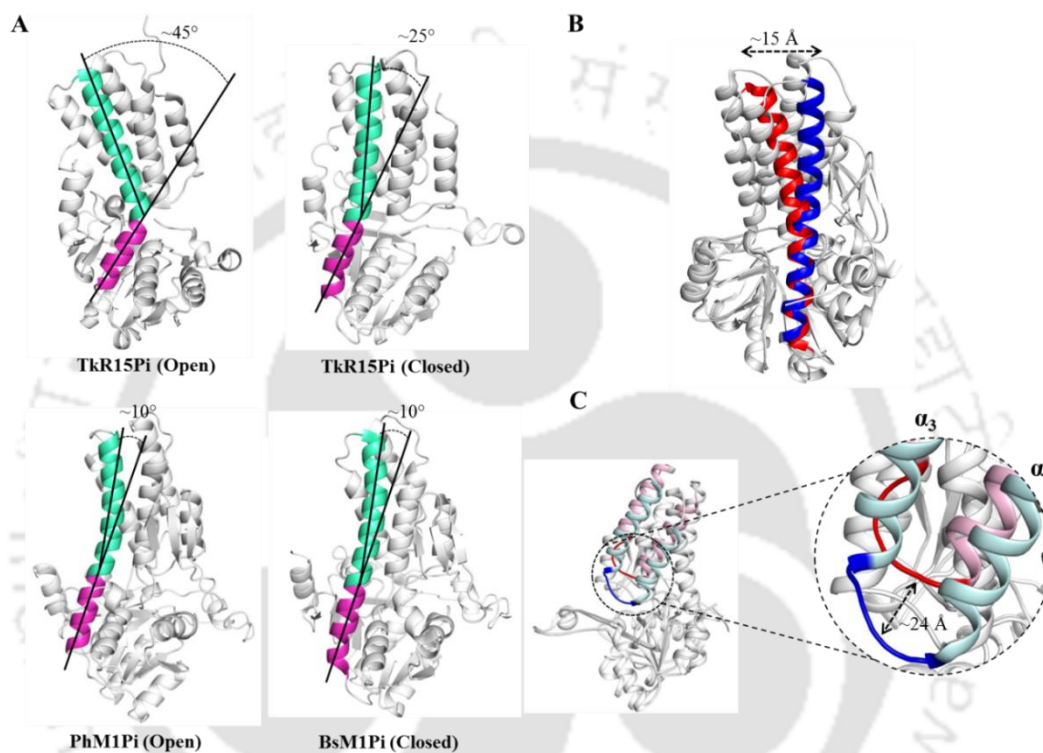 A
~45°
~25°
B
~15 Å
TkR15Pi (Open)
TkR15Pi (Closed)
~10°
~10°
C
α3
α
~24 Å
PhM1Pi (Open)
BsM1Pi (Closed)